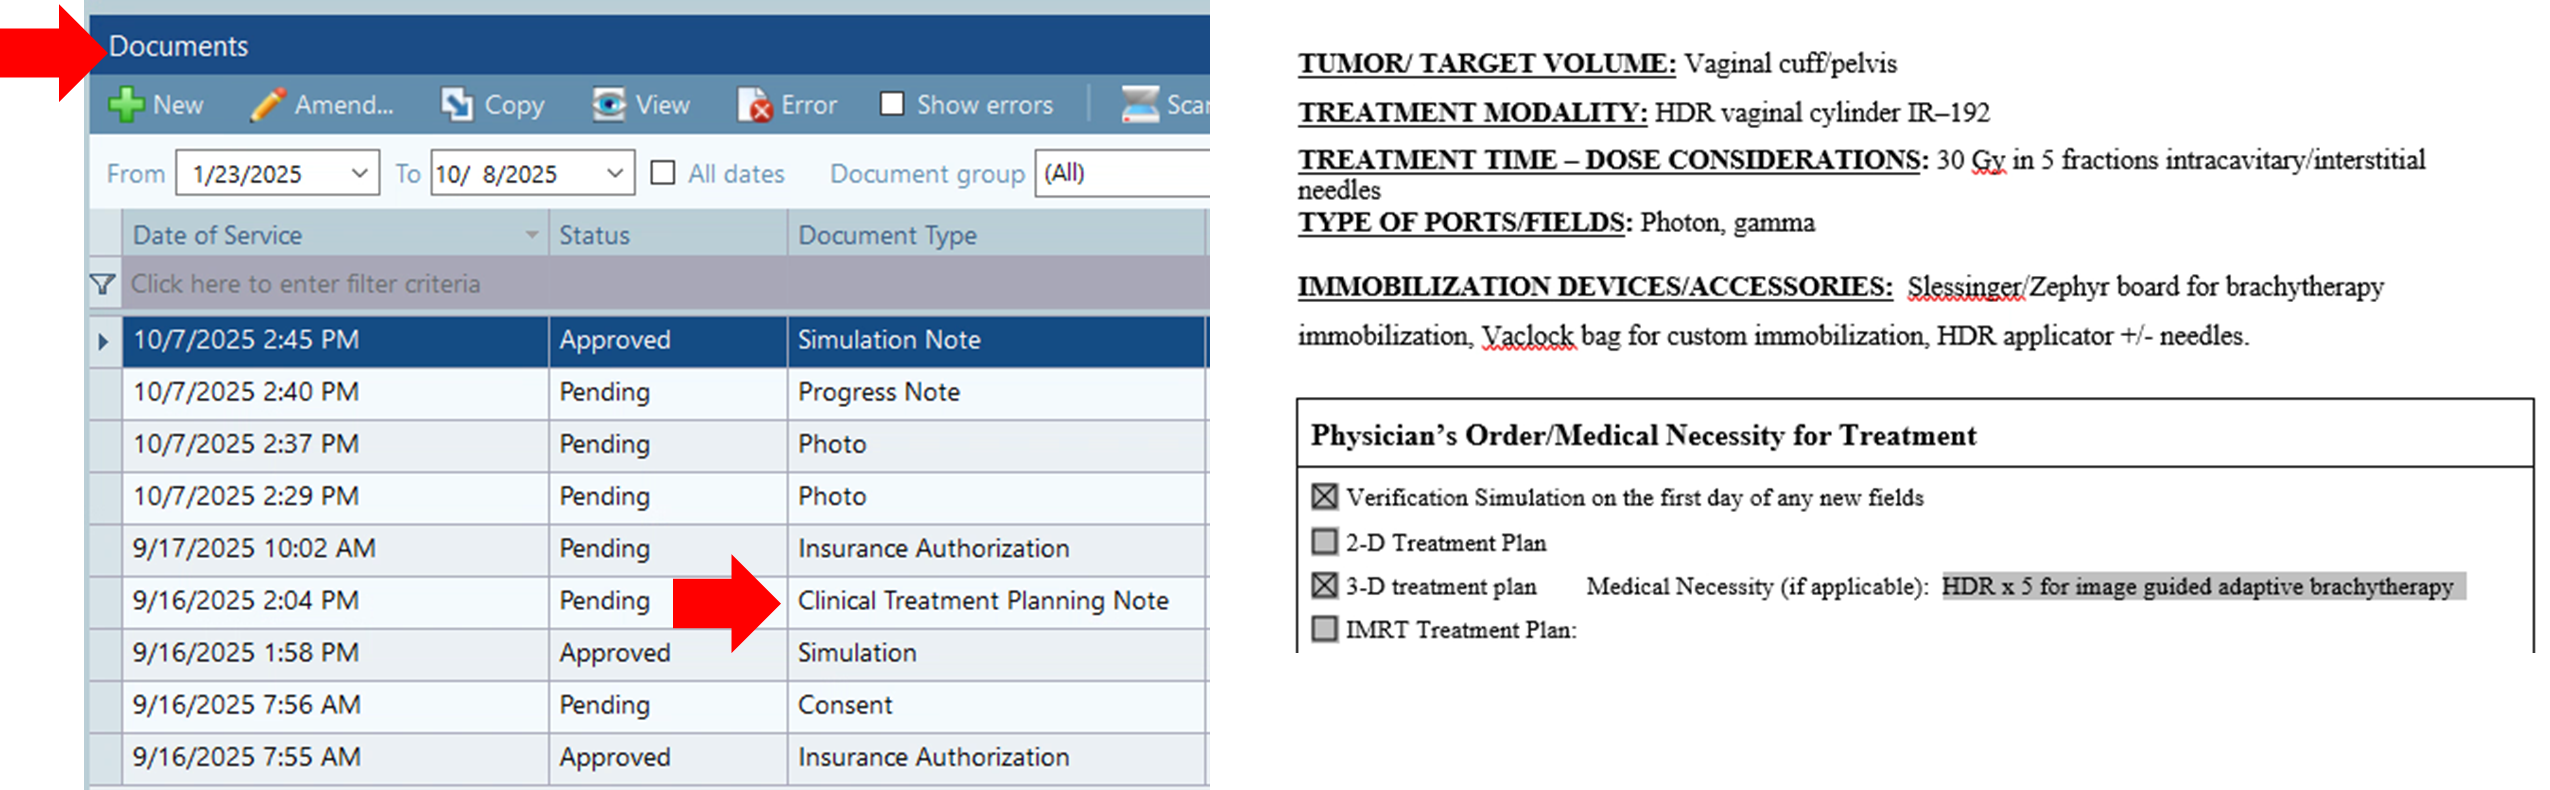 Documents
New Amend... Copy View Error Show errors
From 1/23/2025 To 10/ 8/2025 All dates Document group (All)
Date of Service Status Document Type
Click here to enter filter criteria
10/7/2025 2:45 PM Approved Simulation Note
10/7/2025 2:40 PM Pending Progress Note
10/7/2025 2:37 PM Pending Photo
10/7/2025 2:29 PM Pending Photo
9/17/2025 10:02 AM Pending Insurance Authorization
9/16/2025 2:04 PM Pending Clinical Treatment Planning Note
9/16/2025 1:58 PM Approved Simulation
9/16/2025 7:56 AM Pending Consent
9/16/2025 7:55 AM Approved Insurance Authorization
TUMOR/ TARGET VOLUME: Vaginal cuff/pelvis
TREATMENT MODALITY: HDR vaginal cylinder IR–192
TREATMENT TIME – DOSE CONSIDERATIONS: 30 Gy in 5 fractions intracavitary/interstitial
needles
TYPE OF PORTS/FIELDS: Photon, gamma
IMMOBILIZATION DEVICES/ACCESSORIES: Slessinger/Zephyr board for brachytherapy
immobilization, Vaclock bag for custom immobilization, HDR applicator +/- needles.
Physician’s Order/Medical Necessity for Treatment
Verification Simulation on the first day of any new fields
2-D Treatment Plan
3-D treatment plan Medical Necessity (if applicable): HDR x 5 for image guided adaptive brachytherapy
IMRT Treatment Plan: